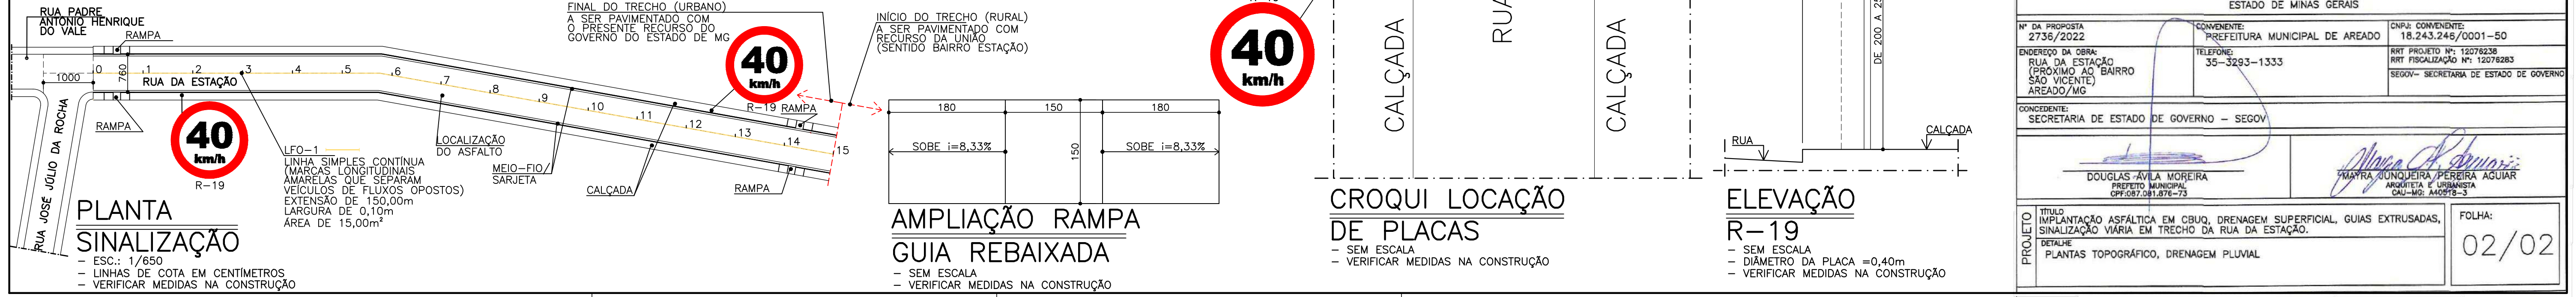 RUA PADRE
ANTONIO HENRIQUE
DO VALE
RAMPA
1000
760
0 1 2 3 4 5 6 7 8 9 10 11 12 13 14 15
RUA DA ESTAÇÃO
RAMPA
RUA JOSÉ JÚLIO DA ROCHA
40
km/h
R-19
LFO-1
LINHA SIMPLES CONTÍNUA
(MARCAS LONGITUDINAIS
AMARELAS QUE SEPARAM
VEÍCULOS DE FLUXOS OPOSTOS)
EXTENSÃO DE 150,00m
LARGURA DE 0,10m
ÁREA DE 15,00m²
LOCALIZAÇÃO
DO ASFALTO
MEIO-FIO/
SARJETA
CALÇADA
RAMPA
FINAL DO TRECHO (URBANO)
A SER PAVIMENTADO COM
O PRESENTE RECURSO DO
GOVERNO DO ESTADO DE MG
40
km/h
R-19
RAMPA
INÍCIO DO TRECHO (RURAL)
A SER PAVIMENTADO COM
RECURSO DA UNIÃO
(SENTIDO BAIRRO ESTAÇÃO)
PLANTA
SINALIZAÇÃO
- ESC.: 1/650
- LINHAS DE COTA EM CENTÍMETROS
- VERIFICAR MEDIDAS NA CONSTRUÇÃO
180 150 180
SOBE i=8,33%
150
SOBE i=8,33%
AMPLIAÇÃO RAMPA
GUIA REBAIXADA
- SEM ESCALA
- VERIFICAR MEDIDAS NA CONSTRUÇÃO
40
km/h
CALÇADA
RUA
CALÇADA
CROQUI LOCAÇÃO
DE PLACAS
- SEM ESCALA
- VERIFICAR MEDIDAS NA CONSTRUÇÃO
DE 200 A
RUA
CALÇADA
ELEVAÇÃO
R-19
- SEM ESCALA
- DIÂMETRO DA PLACA =0,40m
- VERIFICAR MEDIDAS NA CONSTRUÇÃO
ESTADO DE MINAS GERAIS
Nº DA PROPOSTA
2736/2022
CONVENENTE:
PREFEITURA MUNICIPAL DE AREADO
CNPJ: CONVENENTE:
18.243.246/0001-50
ENDEREÇO DA OBRA:
RUA DA ESTAÇÃO
(PRÓXIMO AO BAIRRO
SÃO VICENTE)
AREADO/MG
TELEFONE:
35-3293-1333
RRT PROJETO Nº: 12076238
RRT FISCALIZAÇÃO Nº: 12076283
SEGOV- SECRETARIA DE ESTADO DE GOVERNO
CONCEDENTE:
SECRETARIA DE ESTADO DE GOVERNO - SEGOV
DOUGLAS ÁVILA MOREIRA
PREFEITO MUNICIPAL
CPF:087.081.876-73
MAYRA JUNQUEIRA PEREIRA AGUIAR
ARQUITETA E URBANISTA
CAU-MG: A40518-3
PROJETO
TÍTULO
IMPLANTAÇÃO ASFÁLTICA EM CBUQ, DRENAGEM SUPERFICIAL, GUIAS EXTRUSADAS,
SINALIZAÇÃO VIÁRIA EM TRECHO DA RUA DA ESTAÇÃO.
DETALHE
PLANTAS TOPOGRÁFICO, DRENAGEM PLUVIAL
FOLHA:
02/02